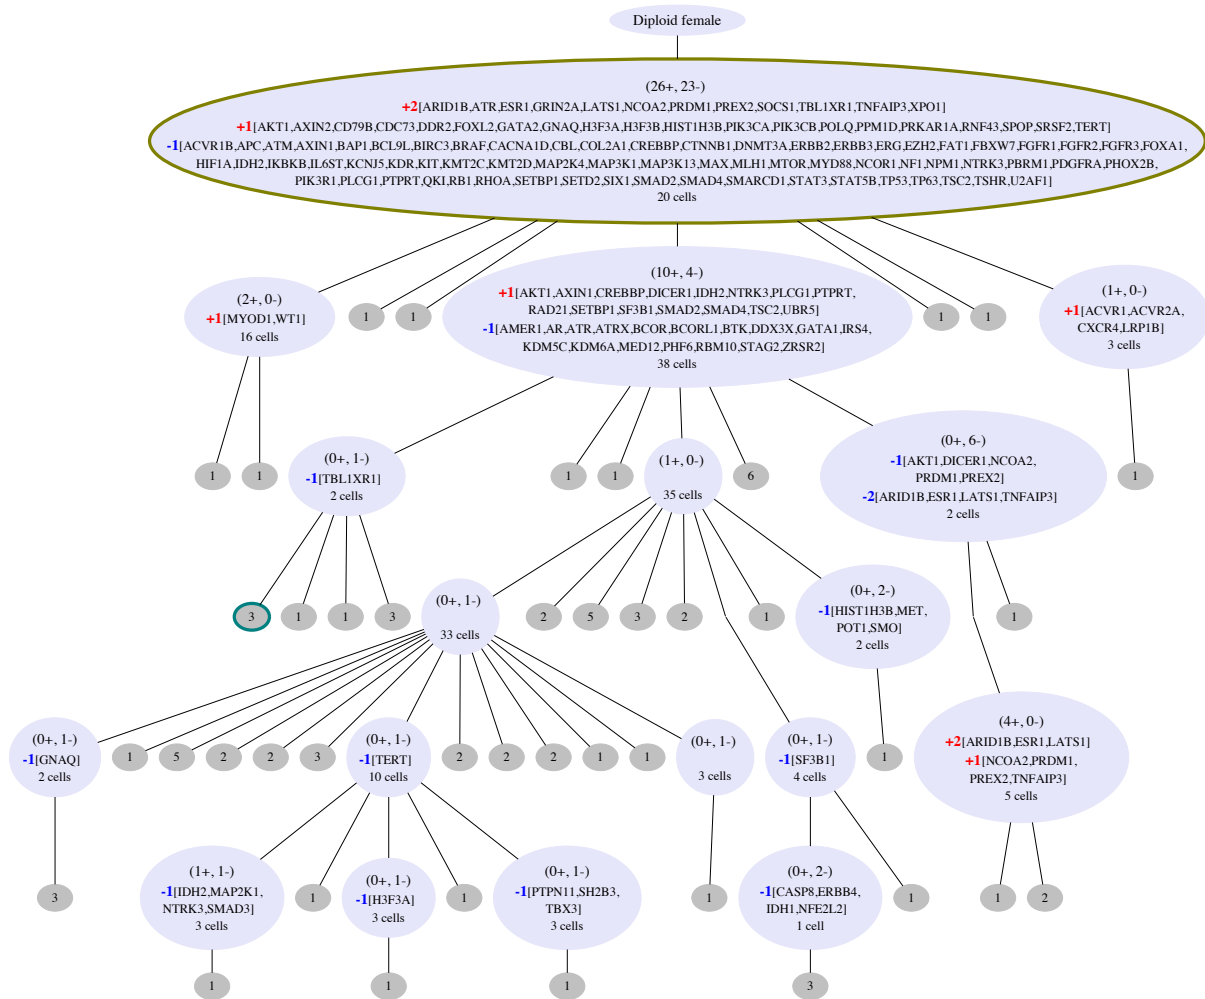 Diploid female
(26+, 23-)
+2[ARID1B,ATR,ESR1,GRIN2A,LATS1,NCOA2,PRDM1,PREX2,SOCS1,TBL1XR1,TNFAIP3,XPO1]
+1[AKT1,AXIN2,CD79B,CDC73,DDR2,FOXL2,GATA2,GNAQ,H3F3A,H3F3B,HIST1H3B,PIK3CA,PIK3CB,POLQ,PPM1D,PRKAR1A,RNF43,SPOP,SRSF2,TERT]
-1[ACVR1B,APC,ATM,AXIN1,BAP1,BCL9L,BIRC3,BRAF,CACNA1D,CBL,COL2A1,CREBBP,CTNNB1,DNMT3A,ERBB2,ERBB3,ERG,EZH2,FAT1,FBXW7,FGFR1,FGFR2,FGFR3,FOXA1,
HIF1A,IDH2,IKBKB,IL6ST,KCNJ5,KDR,KIT,KMT2C,KMT2D,MAP2K4,MAP3K1,MAP3K13,MAX,MLH1,MTOR,MYD88,NCOR1,NF1,NPM1,NTRK3,PBRM1,PDGFRA,PHOX2B,
PIK3R1,PLCG1,PTPRT,QKI,RB1,RHOA,SETBP1,SETD2,SIX1,SMAD2,SMAD4,SMARCD1,STAT3,STAT5B,TP53,TP63,TSC2,TSHR,U2AF1]
20 cells
(2+, 0-)
+1[MYOD1,WT1]
16 cells
1
1
(10+, 4-)
+1[AKT1,AXIN1,CREBBP,DICER1,IDH2,NTRK3,PLCG1,PTPRT,
RAD21,SETBP1,SF3B1,SMAD2,SMAD4,TSC2,UBR5]
-1[AMER1,AR,ATR,ATRX,BCOR,BCORL1,BTK,DDX3X,GATA1,IRS4,
KDM5C,KDM6A,MED12,PHF6,RBM10,STAG2,ZRSR2]
38 cells
1
1
(1+, 0-)
+1[ACVR1,ACVR2A,
CXCR4,LRP1B]
3 cells
1
1
(0+, 1-)
-1[TBL1XR1]
2 cells
1
1
(1+, 0-)
35 cells
6
(0+, 6-)
-1[AKT1,DICER1,NCOA2,
PRDM1,PREX2]
-2[ARID1B,ESR1,LATS1,TNFAIP3]
2 cells
1
3
1
1
3
(0+, 1-)
33 cells
2
5
3
2
1
(0+, 2-)
-1[HIST1H3B,MET,
POT1,SMO]
2 cells
1
(0+, 1-)
-1[GNAQ]
2 cells
1
5
2
2
3
(0+, 1-)
-1[TERT]
10 cells
2
2
2
1
1
(0+, 1-)
3 cells
(0+, 1-)
-1[SF3B1]
4 cells
1
(4+, 0-)
+2[ARID1B,ESR1,LATS1]
+1[NCOA2,PRDM1,
PREX2,TNFAIP3]
5 cells
3
(1+, 1-)
-1[IDH2,MAP2K1,
NTRK3,SMAD3]
3 cells
1
(0+, 1-)
-1[H3F3A]
3 cells
1
(0+, 1-)
-1[PTPN11,SH2B3,
TBX3]
3 cells
1
(0+, 2-)
-1[CASP8,ERBB4,
IDH1,NFE2L2]
1 cell
1
1
2
1
1
1
3